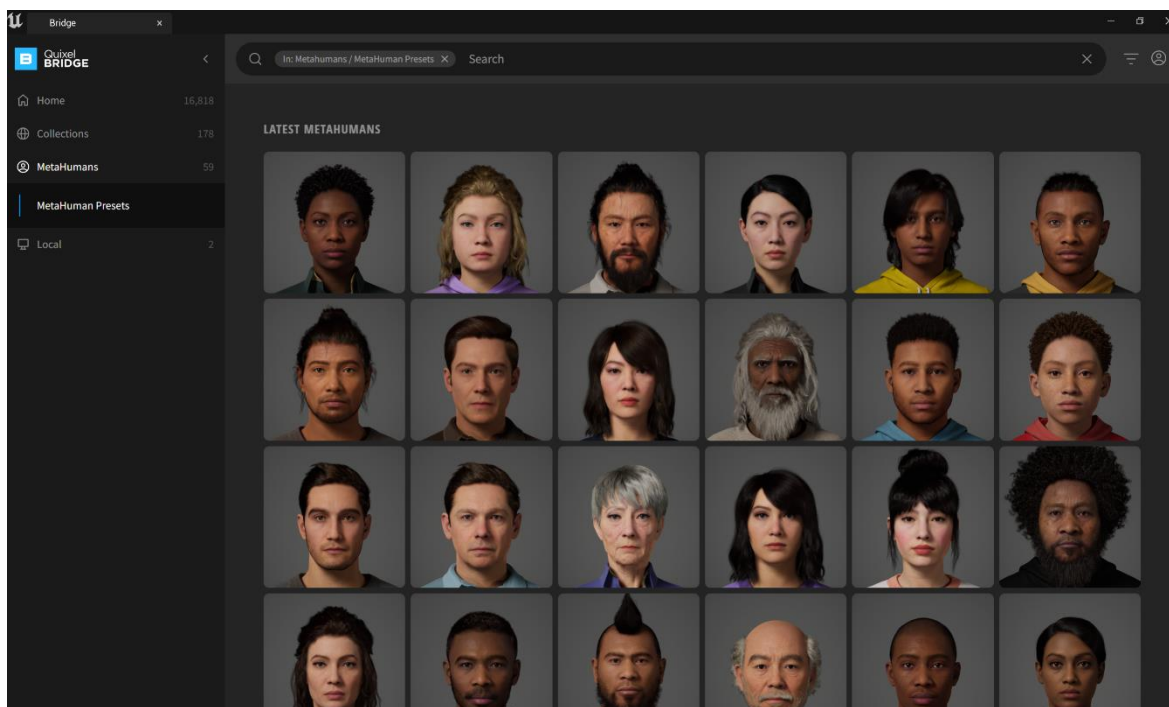 Bridge
Quixel
BRIDGE
In: Metahumans / MetaHuman Presets
Search
Home 16,818
Collections 178
MetaHumans 59
MetaHuman Presets
Local 2
LATEST METAHUMANS